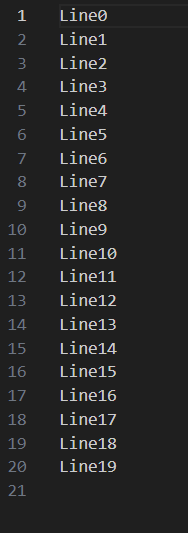 1 Line0
2 Line1
3 Line2
4 Line3
5 Line4
6 Line5
7 Line6
8 Line7
9 Line8
10 Line9
11 Line10
12 Line11
13 Line12
14 Line13
15 Line14
16 Line15
17 Line16
18 Line17
19 Line18
20 Line19
21